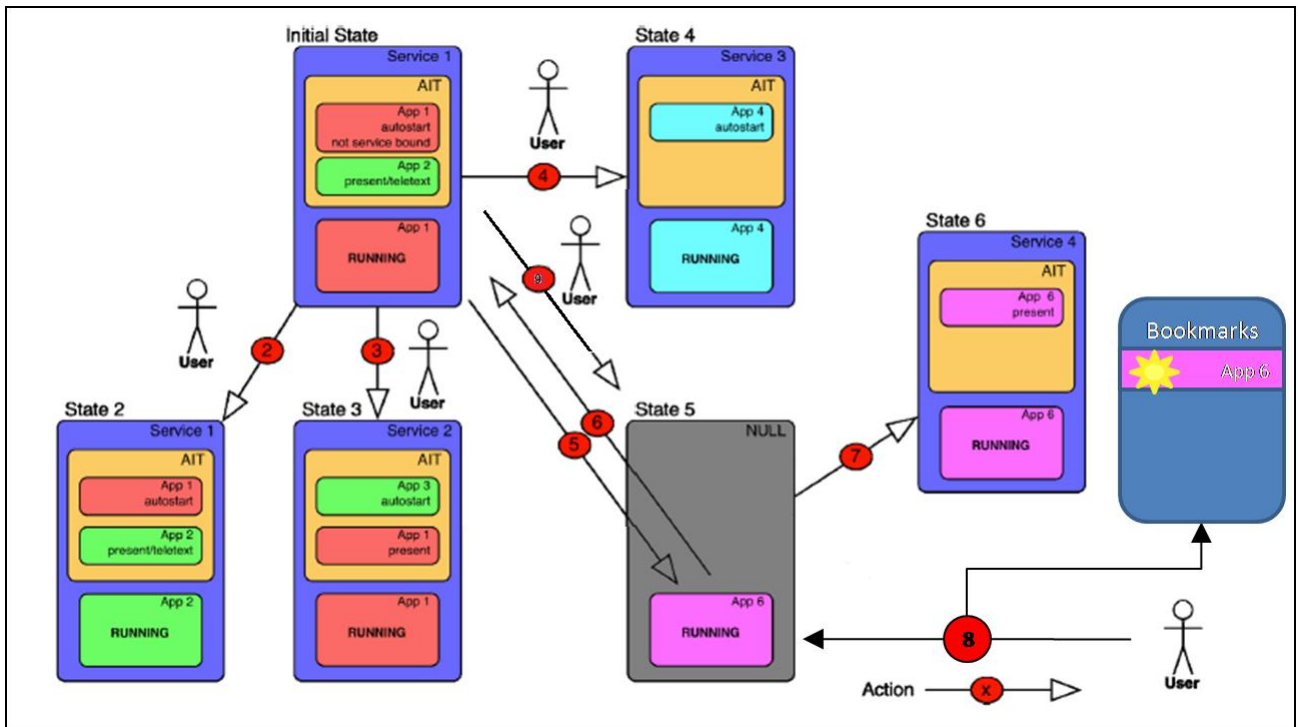 Initial State
Service 1
AIT
App 1
autostart
not service bound
App 2
present/teletext
App 1
RUNNING
User
4
State 4
Service 3
AIT
App 4
autostart
App 4
RUNNING
User
9
User
2
User
3
6
5
State 2
Service 1
AIT
App 1
autostart
App 2
present/teletext
App 2
RUNNING
State 3
Service 2
AIT
App 3
autostart
App 1
present
App 1
RUNNING
State 5
NULL
App 6
RUNNING
7
State 6
Service 4
AIT
App 6
present
App 6
RUNNING
Bookmarks
App 6
8
User
Action
x